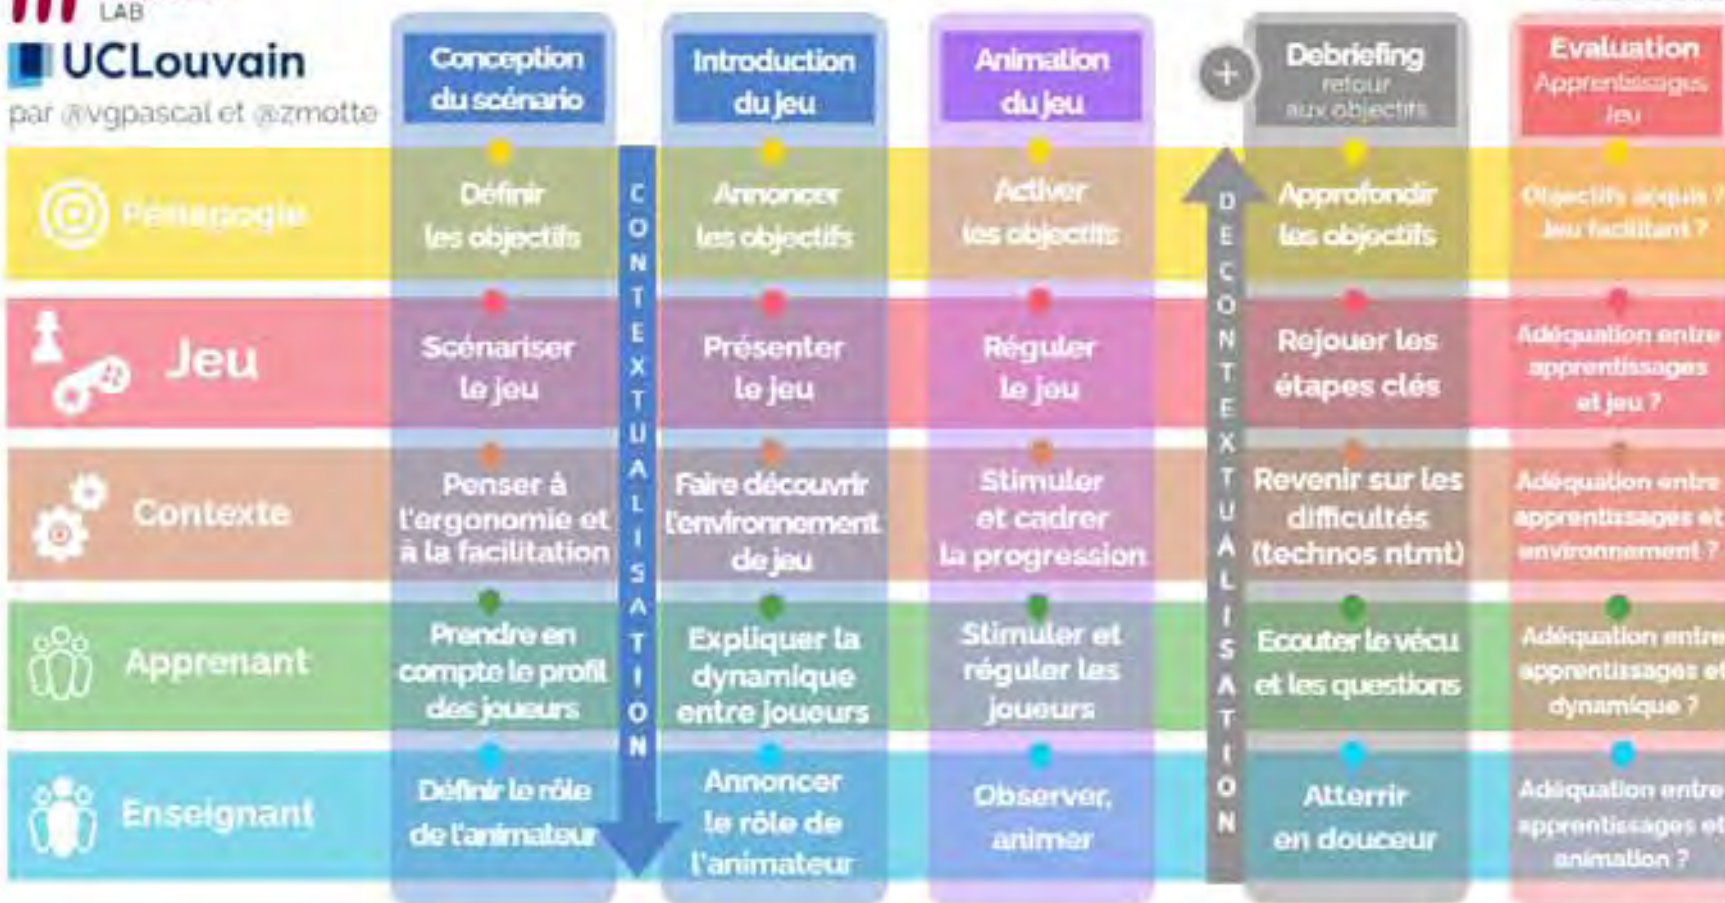 LAB
UCLouvain
par @vgpascal et @zmotte
Conception
du scénario
Introduction
du jeu
Animation
du jeu
+
Debriefing
retour
aux objectifs
Evaluation
Apprentissages
Jeu
CONTEXTUALISATION
DECONTEXTUALISATION
Pédagogie
Définir
les objectifs
Annoncer
les objectifs
Activer
les objectifs
Approfondir
les objectifs
Objectifs acquis ?
Jeu facilitant ?
Jeu
Scénariser
le jeu
Présenter
le jeu
Réguler
le jeu
Rejouer les
étapes clés
Adéquation entre
apprentissages
et jeu ?
Contexte
Penser à
l'ergonomie et
à la facilitation
Faire découvrir
l'environnement
de jeu
Stimuler
et cadrer
la progression
Revenir sur les
difficultés
(technos ntmt)
Adéquation entre
apprentissages et
environnement ?
Apprenant
Prendre en
compte le profil
des joueurs
Expliquer la
dynamique
entre joueurs
Stimuler et
réguler les
joueurs
Ecouter le vécu
et les questions
Adéquation entre
apprentissages et
dynamique ?
Enseignant
Définir le rôle
de l'animateur
Annoncer
le rôle de
l'animateur
Observer,
animer
Atterrir
en douceur
Adéquation entre
apprentissages et
animation ?